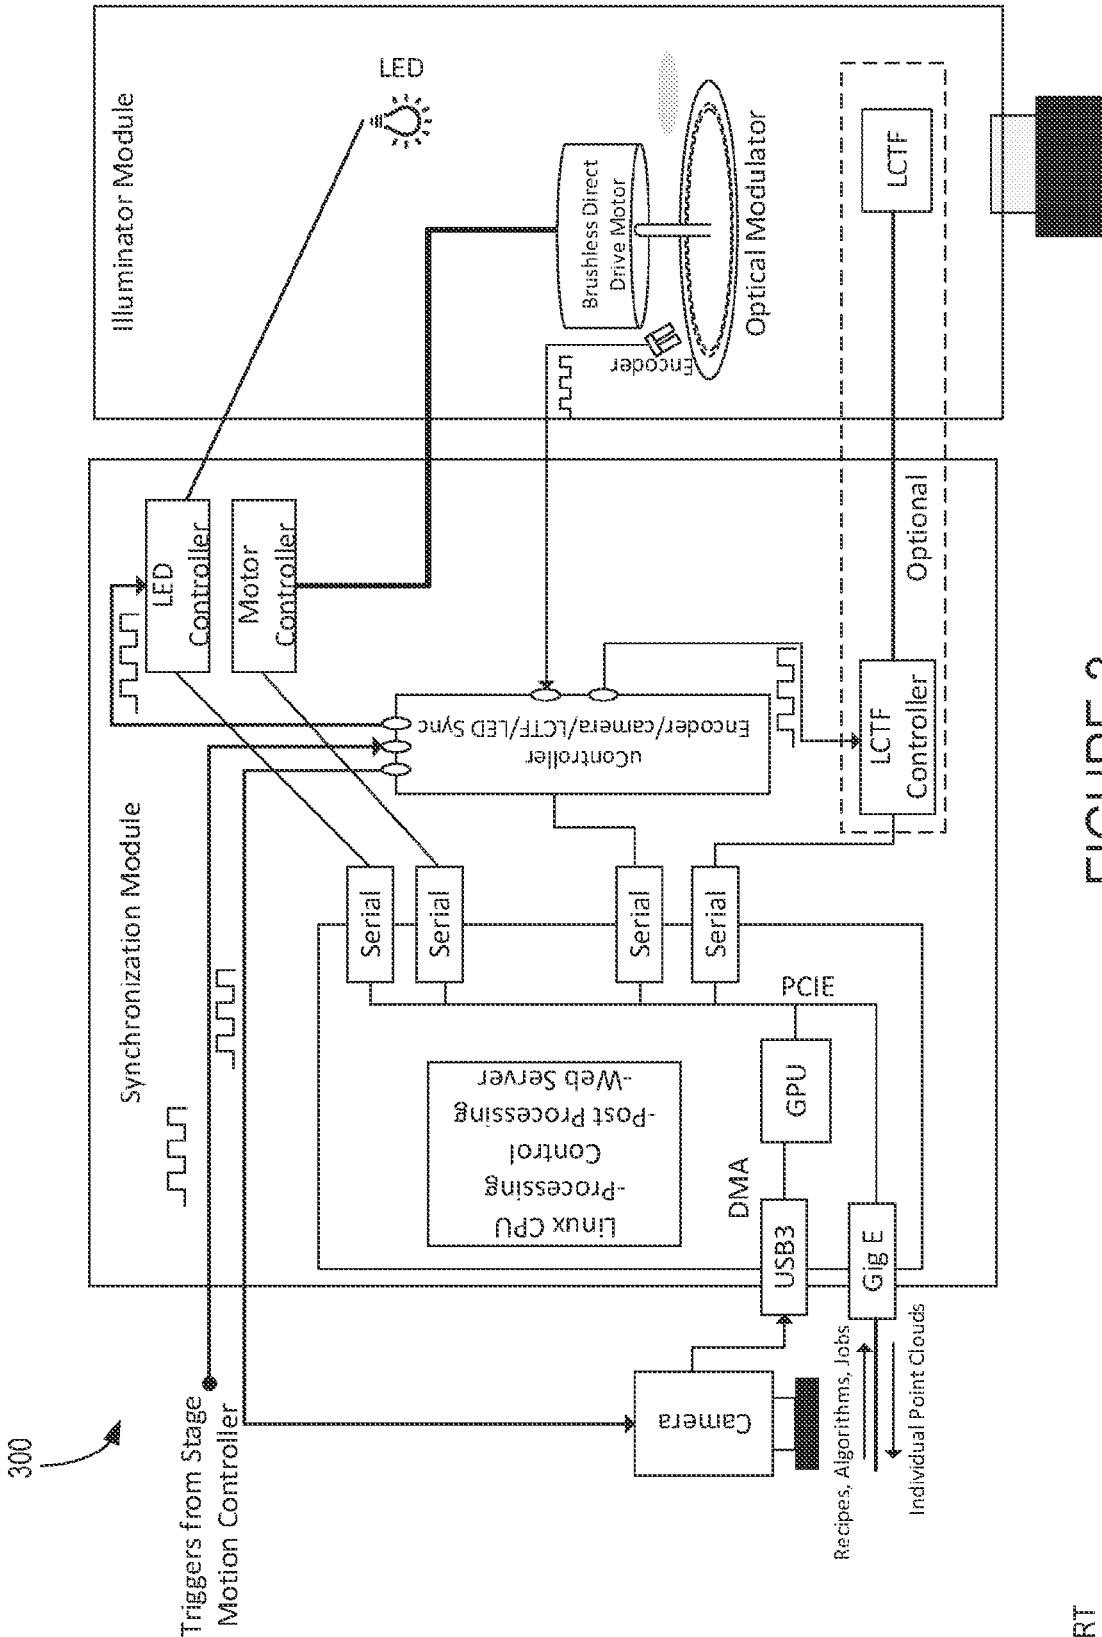 300
Triggers from Stage
Motion Controller
Synchronization Module
Illuminator Module
LED
LED
Controller
Motor
Controller
Brushless Direct
Drive Motor
Encoder
Optical Modulator
uController
Encoder/camera/LCTF/LED Sync
Serial
Serial
Serial
Serial
Linux CPU
-Processing
Control
-Post Processing
-Web Server
PCIE
GPU
DMA
USB3
Gig E
Camera
LCTF
Controller
Optional
LCTF
Recipes, Algorithms, Jobs
Individual Point Clouds
RT